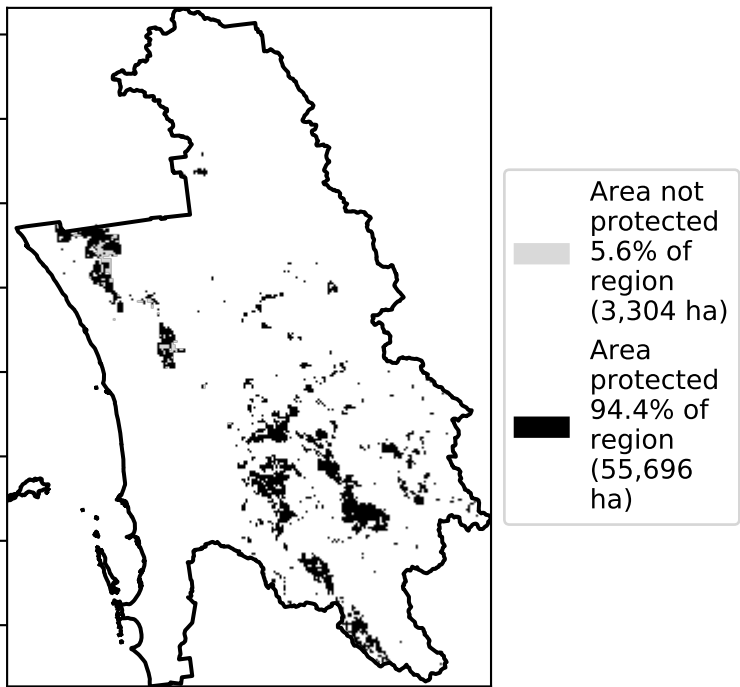 Area not
protected
5.6% of
region
(3,304 ha)
Area
protected
94.4% of
region
(55,696
ha)